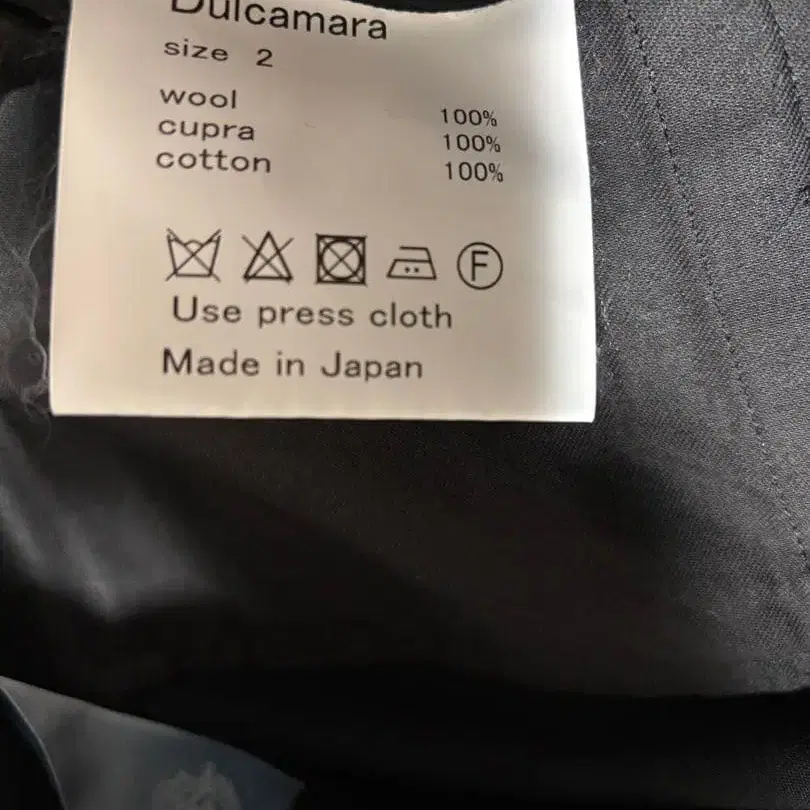 Dulcamara
size 2
wool 100%
cupra 100%
cotton 100%
F
Use press cloth
Made in Japan